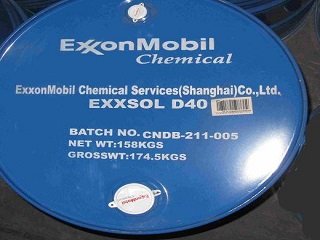 ExxonMobil
Chemical
ExxonMobil Chemical Services(Shanghai)Co.,Ltd.
EXXSOL D40
BATCH NO. CNDB-211-005
NET WT:158KGS
GROSSWT:174.5KGS
ExxonMobil